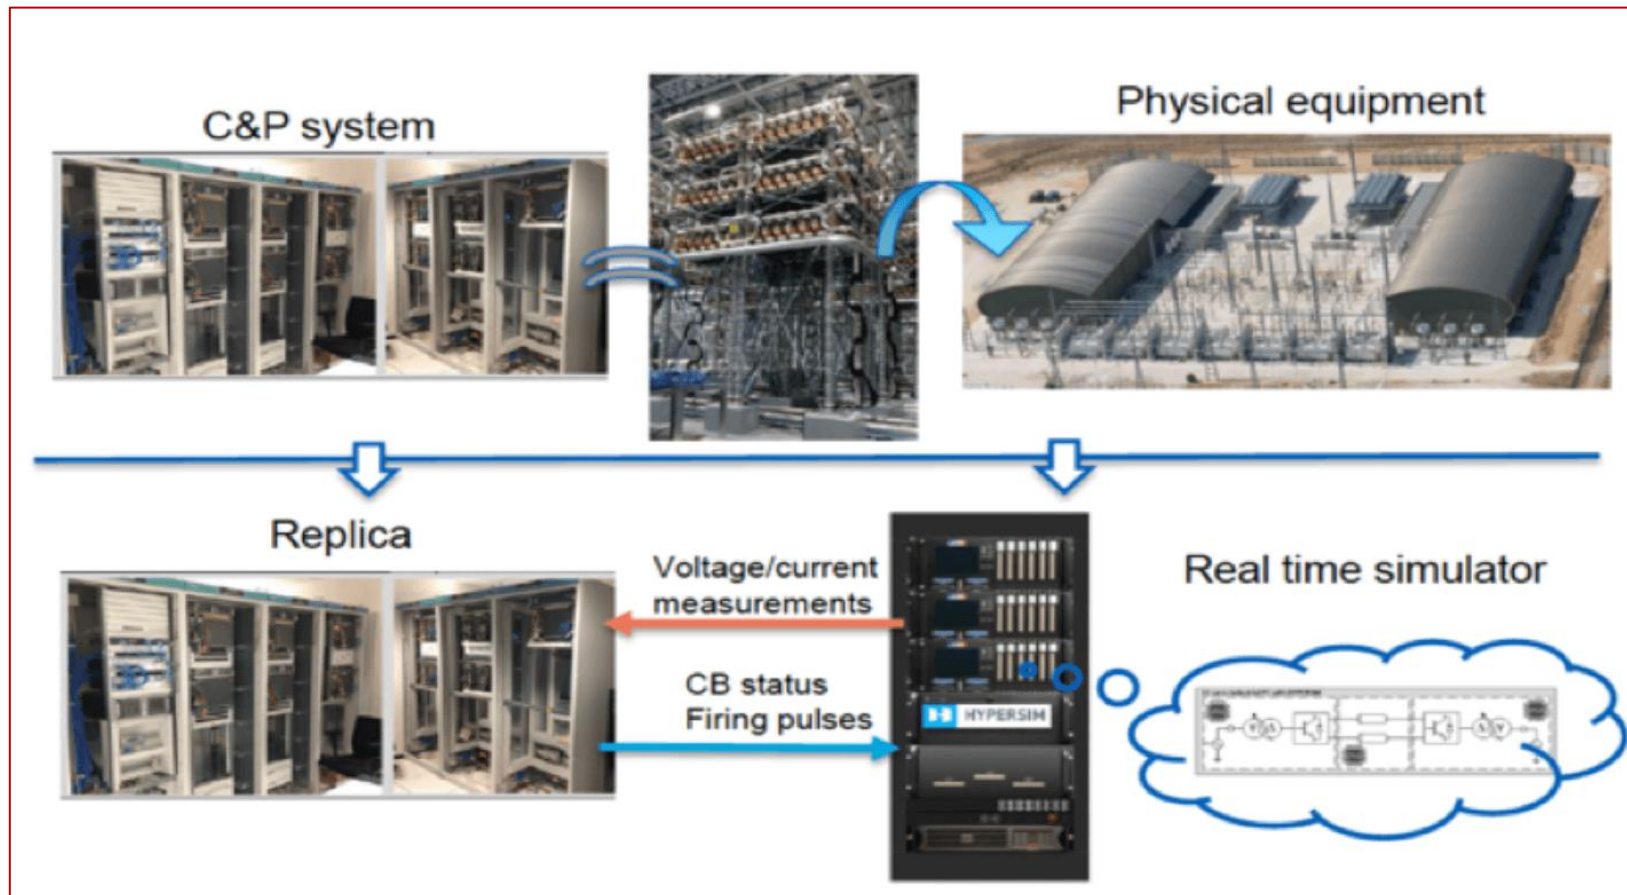 C&P system
Physical equipment
Replica
Voltage/current
measurements
Real time simulator
CB status
Firing pulses
HYPERSIM